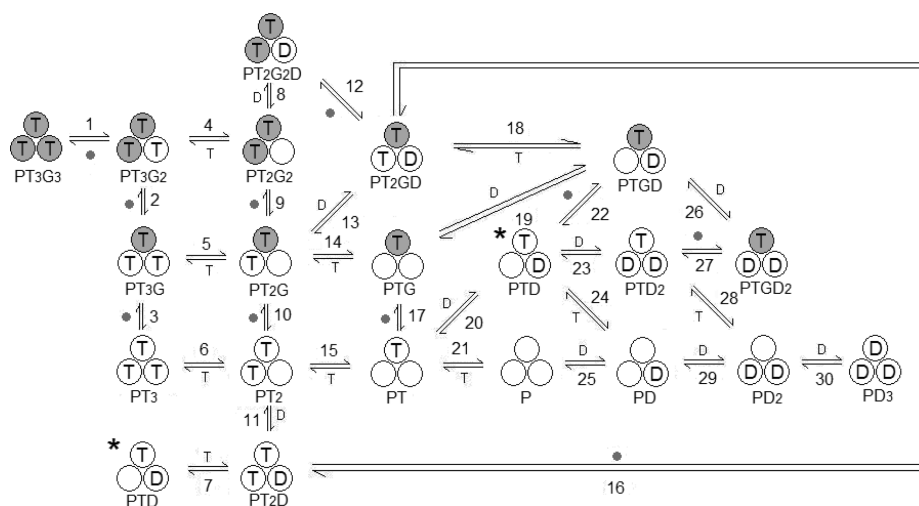 T
T D
PT2G2D
12
D 8
T T T T
1 4 18
T T T T T T D T D
PT3G3 PT3G2 T PT2G2 PT2GD T PTGD
2 9 D 13 D 19 22 26 D
T T T * T T T
5 14 23 27
T T T T D D D D D
PT3G PT2G PTG PTD PTD2 PTGD2
3 10 17 D 20 24 T 28 T
T T T D
6 15 21 D D D
T T T T D D D D D
PT3 T PT2 T PT T P 25 PD 29 PD2 30 PD3
11 D
* T T T
D 7 T D
PTD PT2D 16